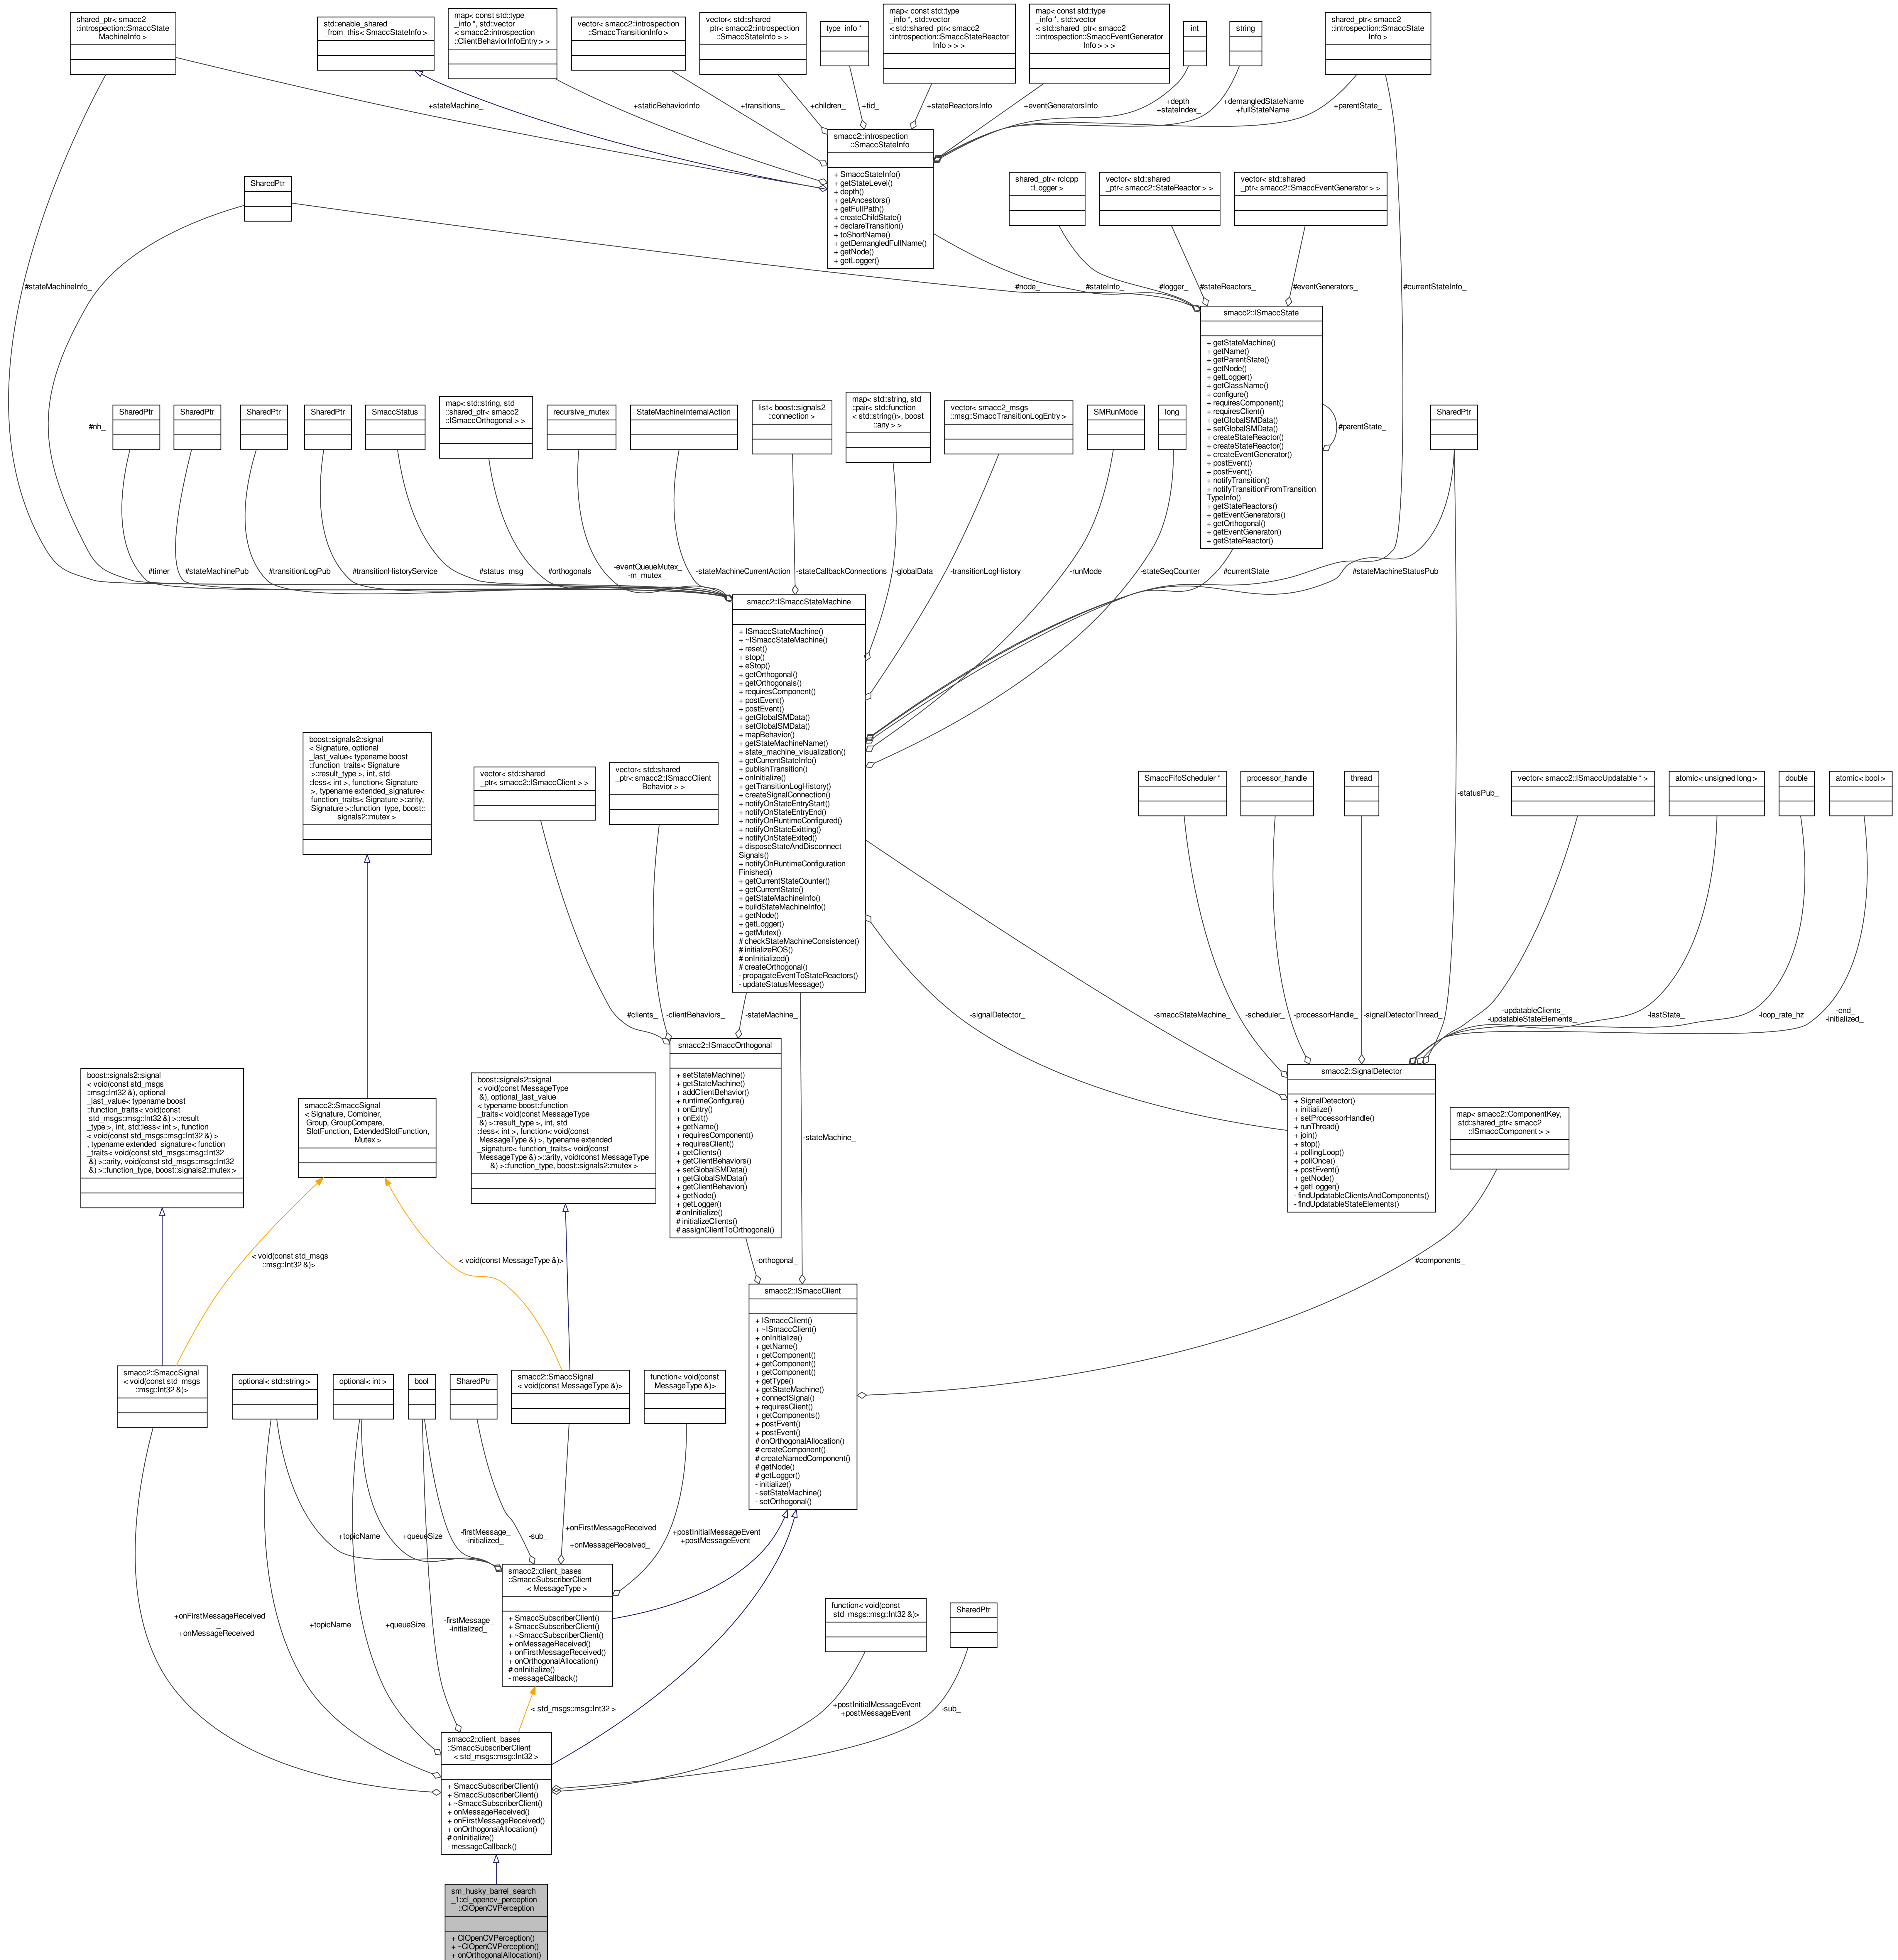 shared_ptr< smacc2
::introspection::SmaccState
MachineInfo >
std::enable_shared
_from_this< SmaccStateInfo >
map< const std::type
_info *, std::vector
< smacc2::introspection
::ClientBehaviorInfoEntry > >
vector< smacc2::introspection
::SmaccTransitionInfo >
vector< std::shared
_ptr< smacc2::introspection
::SmaccStateInfo > >
type_info *
map< const std::type
_info *, std::vector
< std::shared_ptr< smacc2
::introspection::SmaccStateReactor
Info > > >
map< const std::type
_info *, std::vector
< std::shared_ptr< smacc2
::introspection::SmaccEventGenerator
Info > > >
int
string
shared_ptr< smacc2
::introspection::SmaccState
Info >
+stateMachine_
+staticBehaviorInfo
+transitions_
+children_
+tid_
+stateReactorsInfo
+eventGeneratorsInfo
+depth_
+stateIndex_
+demangledStateName
+fullStateName
+parentState_
smacc2::introspection
::SmaccStateInfo
+ SmaccStateInfo()
+ getStateLevel()
+ depth()
+ getAncestors()
+ getFullPath()
+ createChildState()
+ declareTransition()
+ toShortName()
+ getDemangledFullName()
+ getNode()
+ getLogger()
SharedPtr
shared_ptr< rclcpp
::Logger >
vector< std::shared
_ptr< smacc2::StateReactor > >
vector< std::shared
_ptr< smacc2::SmaccEventGenerator > >
#stateMachineInfo_
#node_
#stateInfo_
#logger_
#stateReactors_
#eventGenerators_
#currentStateInfo_
smacc2::ISmaccState
+ getStateMachine()
+ getName()
+ getParentState()
+ getNode()
+ getLogger()
+ getClassName()
+ configure()
+ requiresComponent()
+ requiresClient()
+ getGlobalSMData()
+ setGlobalSMData()
+ createStateReactor()
+ createStateReactor()
+ createEventGenerator()
+ postEvent()
+ postEvent()
+ notifyTransition()
+ notifyTransitionFromTransition
TypeInfo()
+ getStateReactors()
+ getEventGenerators()
+ getOrthogonal()
+ getEventGenerator()
+ getStateReactor()
#parentState_
#nh_
SharedPtr
SharedPtr
SharedPtr
SharedPtr
SmaccStatus
map< std::string, std
::shared_ptr< smacc2
::ISmaccOrthogonal > >
recursive_mutex
StateMachineInternalAction
list< boost::signals2
::connection >
map< std::string, std
::pair< std::function
< std::string()>, boost
::any > >
vector< smacc2_msgs
::msg::SmaccTransitionLogEntry >
SMRunMode
long
SharedPtr
#timer_
#stateMachinePub_
#transitionLogPub_
#transitionHistoryService_
#status_msg_
#orthogonals_
-eventQueueMutex_
-m_mutex_
-stateMachineCurrentAction
-stateCallbackConnections
-globalData_
-transitionLogHistory_
-runMode_
-stateSeqCounter_
#currentState_
#stateMachineStatusPub_
smacc2::ISmaccStateMachine
+ ISmaccStateMachine()
+ ~ISmaccStateMachine()
+ reset()
+ stop()
+ eStop()
+ getOrthogonal()
+ getOrthogonals()
+ requiresComponent()
+ postEvent()
+ postEvent()
+ getGlobalSMData()
+ setGlobalSMData()
+ mapBehavior()
+ getStateMachineName()
+ state_machine_visualization()
+ getCurrentStateInfo()
+ publishTransition()
+ onInitialize()
+ getTransitionLogHistory()
+ createSignalConnection()
+ notifyOnStateEntryStart()
+ notifyOnStateEntryEnd()
+ notifyOnRuntimeConfigured()
+ notifyOnStateExitting()
+ notifyOnStateExited()
+ disposeStateAndDisconnect
Signals()
+ notifyOnRuntimeConfiguration
Finished()
+ getCurrentStateCounter()
+ getCurrentState()
+ getStateMachineInfo()
+ buildStateMachineInfo()
+ getNode()
+ getLogger()
+ getMutex()
# checkStateMachineConsistence()
# initializeROS()
# onInitialized()
# createOrthogonal()
- propagateEventToStateReactors()
- updateStatusMessage()
boost::signals2::signal
< Signature, optional
_last_value< typename boost
::function_traits< Signature
>::result_type >, int, std
::less< int >, function< Signature
>, typename extended_signature<
function_traits< Signature >::arity,
Signature >::function_type, boost::
signals2::mutex >
vector< std::shared
_ptr< smacc2::ISmaccClient > >
vector< std::shared
_ptr< smacc2::ISmaccClient
Behavior > >
SmaccFifoScheduler *
processor_handle
thread
-statusPub_
vector< smacc2::ISmaccUpdatable * >
atomic< unsigned long >
double
atomic< bool >
#clients_
-clientBehaviors_
-stateMachine_
-signalDetector_
-smaccStateMachine_
-scheduler_
-processorHandle_
-signalDetectorThread_
-updatableClients_
-updatableStateElements_
-lastState_
-loop_rate_hz
-end_
-initialized_
smacc2::ISmaccOrthogonal
+ setStateMachine()
+ getStateMachine()
+ addClientBehavior()
+ runtimeConfigure()
+ onEntry()
+ onExit()
+ getName()
+ requiresComponent()
+ requiresClient()
+ getClients()
+ getClientBehaviors()
+ setGlobalSMData()
+ getGlobalSMData()
+ getClientBehavior()
+ getNode()
+ getLogger()
# onInitialize()
# initializeClients()
# assignClientToOrthogonal()
smacc2::SignalDetector
+ SignalDetector()
+ initialize()
+ setProcessorHandle()
+ runThread()
+ join()
+ stop()
+ pollingLoop()
+ pollOnce()
+ postEvent()
+ getNode()
+ getLogger()
- findUpdatableClientsAndComponents()
- findUpdatableStateElements()
boost::signals2::signal
< void(const std_msgs
::msg::Int32 &), optional
_last_value< typename boost
::function_traits< void(const
std_msgs::msg::Int32 &) >::result
_type >, int, std::less< int >, function
< void(const std_msgs::msg::Int32 &) >
, typename extended_signature< function
_traits< void(const std_msgs::msg::Int32
&) >::arity, void(const std_msgs::msg::Int32
&) >::function_type, boost::signals2::mutex >
smacc2::SmaccSignal
< Signature, Combiner,
Group, GroupCompare,
SlotFunction, ExtendedSlotFunction,
Mutex >
boost::signals2::signal
< void(const MessageType
&), optional_last_value
< typename boost::function
_traits< void(const MessageType
&) >::result_type >, int, std
::less< int >, function< void(const
MessageType &) >, typename extended
_signature< function_traits< void(const
MessageType &) >::arity, void(const MessageType
&) >::function_type, boost::signals2::mutex >
map< smacc2::ComponentKey,
std::shared_ptr< smacc2
::ISmaccComponent > >
-stateMachine_
< void(const std_msgs
::msg::Int32 &)>
< void(const MessageType &)>
-orthogonal_
#components_
smacc2::ISmaccClient
+ ISmaccClient()
+ ~ISmaccClient()
+ onInitialize()
+ getName()
+ getComponent()
+ getComponent()
+ getComponent()
+ getType()
+ getStateMachine()
+ connectSignal()
+ requiresClient()
+ getComponents()
+ postEvent()
+ postEvent()
# onOrthogonalAllocation()
# createComponent()
# createNamedComponent()
# getNode()
# getLogger()
- initialize()
- setStateMachine()
- setOrthogonal()
smacc2::SmaccSignal
< void(const std_msgs
::msg::Int32 &)>
optional< std::string >
optional< int >
bool
SharedPtr
smacc2::SmaccSignal
< void(const MessageType &)>
function< void(const
MessageType &)>
+topicName
+queueSize
-firstMessage_
-initialized_
-sub_
+onFirstMessageReceived
_
+onMessageReceived_
+postInitialMessageEvent
+postMessageEvent
smacc2::client_bases
::SmaccSubscriberClient
< MessageType >
+ SmaccSubscriberClient()
+ SmaccSubscriberClient()
+ ~SmaccSubscriberClient()
+ onMessageReceived()
+ onFirstMessageReceived()
+ onOrthogonalAllocation()
# onInitialize()
- messageCallback()
function< void(const
std_msgs::msg::Int32 &)>
SharedPtr
+onFirstMessageReceived
_
+onMessageReceived_
+topicName
+queueSize
-firstMessage_
-initialized_
< std_msgs::msg::Int32 >
+postInitialMessageEvent
+postMessageEvent
-sub_
smacc2::client_bases
::SmaccSubscriberClient
< std_msgs::msg::Int32 >
+ SmaccSubscriberClient()
+ SmaccSubscriberClient()
+ ~SmaccSubscriberClient()
+ onMessageReceived()
+ onFirstMessageReceived()
+ onOrthogonalAllocation()
# onInitialize()
- messageCallback()
sm_husky_barrel_search
_1::cl_opencv_perception
::ClOpenCVPerception
+ ClOpenCVPerception()
+ ~ClOpenCVPerception()
+ onOrthogonalAllocation()